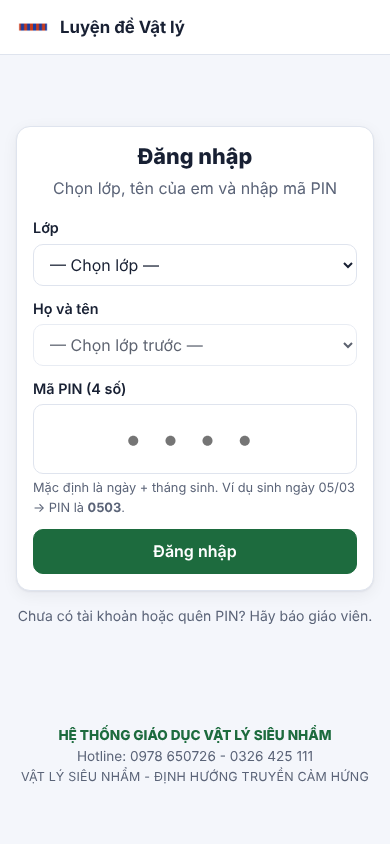 Luyện đề Vật lý
Đăng nhập
Chọn lớp, tên của em và nhập mã PIN
Lớp
— Chọn lớp —
Họ và tên
— Chọn lớp trước —
Mã PIN (4 số)
Mặc định là ngày + tháng sinh. Ví dụ sinh ngày 05/03
→ PIN là 0503.
Đăng nhập
Chưa có tài khoản hoặc quên PIN? Hãy báo giáo viên.
HỆ THỐNG GIÁO DỤC VẬT LÝ SIÊU NHẦM
Hotline: 0978 650726 - 0326 425 111
VẬT LÝ SIÊU NHẦM - ĐỊNH HƯỚNG TRUYỀN CẢM HỨNG